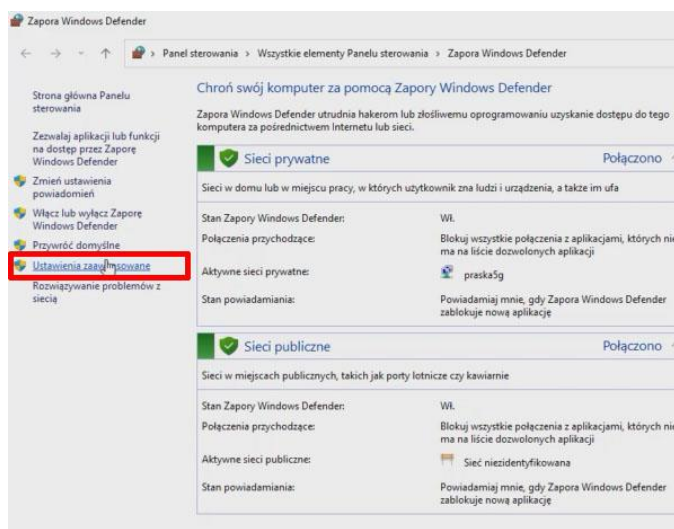 Zapora Windows Defender
Panel sterowania > Wszystkie elementy Panelu sterowania > Zapora Windows Defender
Strona główna Panelu
sterowania
Zezwalaj aplikacji lub funkcji
na dostęp przez Zaporę
Windows Defender
Zmień ustawienia
powiadomień
Włącz lub wyłącz Zaporę
Windows Defender
Przywróć domyślne
Ustawienia zaawansowane
Rozwiązywanie problemów z
siecią
Chroń swój komputer za pomocą Zapory Windows Defender
Zapora Windows Defender utrudnia hakerom lub złośliwemu oprogramowaniu uzyskanie dostępu do tego
komputera za pośrednictwem Internetu lub sieci.
Sieci prywatne Połączono
Sieci w domu lub w miejscu pracy, w których użytkownik zna ludzi i urządzenia, a także im ufa
Stan Zapory Windows Defender: Wł.
Połączenia przychodzące: Blokuj wszystkie połączenia z aplikacjami, których nie
ma na liście dozwolonych aplikacji
Aktywne sieci prywatne: praska5g
Stan powiadamiania: Powiadamiaj mnie, gdy Zapora Windows Defender
zablokuje nową aplikację
Sieci publiczne Połączono
Sieci w miejscach publicznych, takich jak porty lotnicze czy kawiarnie
Stan Zapory Windows Defender: Wł.
Połączenia przychodzące: Blokuj wszystkie połączenia z aplikacjami, których nie
ma na liście dozwolonych aplikacji
Aktywne sieci publiczne: Sieć niezidentyfikowana
Stan powiadamiania: Powiadamiaj mnie, gdy Zapora Windows Defender
zablokuje nową aplikację